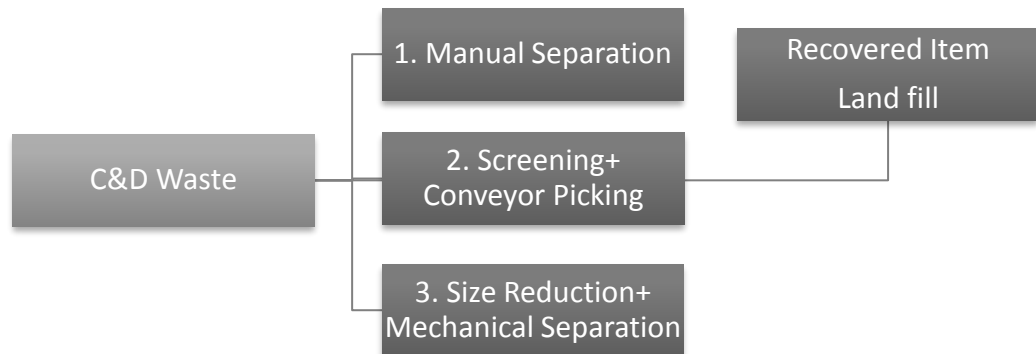 C&D Waste
1. Manual Separation
2. Screening+
Conveyor Picking
3. Size Reduction+
Mechanical Separation
Recovered Item
Land fill